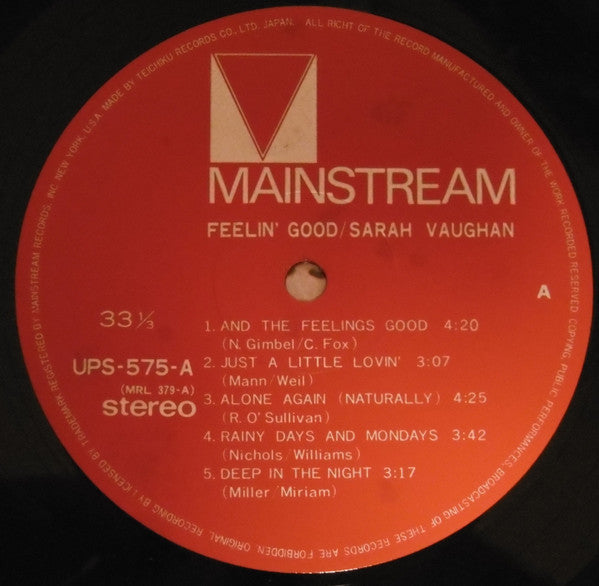 MAINSTREAM
FEELIN' GOOD/SARAH VAUGHAN
A
33 1/3
UPS-575-A
(MRL 379-A)
stereo
1. AND THE FEELINGS GOOD 4:20
(N. Gimbel/C. Fox)
2. JUST A LITTLE LOVIN' 3:07
(Mann/Weil)
3. ALONE AGAIN (NATURALLY) 4:25
(R. O'Sullivan)
4. RAINY DAYS AND MONDAYS 3:42
(Nichols/Williams)
5. DEEP IN THE NIGHT 3:17
(Miller/Miriam)
LICENSED BY TRADEMARK REGISTERED BY MAINSTREAM RECORDS, INC. NEW YORK, U.S.A. MADE BY TEICHIKU RECORDS CO., LTD. JAPAN. ALL RIGHT OF THE RECORD MANUFACTURED AND OWNER OF THE WORK RECORDED RESERVED. COPYING, PUBLIC PERFORMANCES, BROADCASTING OF THESE RECORDS ARE FORBIDDEN. ORIGINAL RECORDING BY